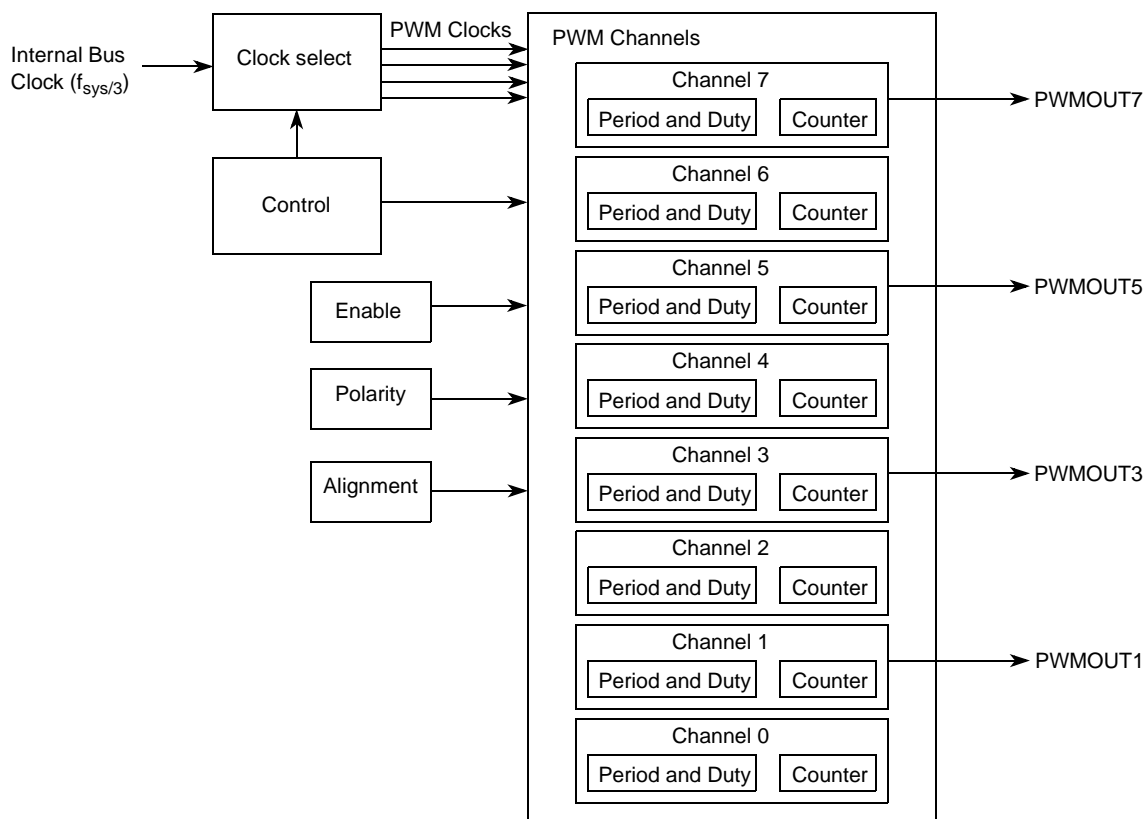 PWM Clocks
Internal Bus
Clock (fsys/3)
Clock select
Control
Enable
Polarity
Alignment
PWM Channels
Channel 7
Period and Duty
Counter
PWMOUT7
Channel 6
Period and Duty
Counter
Channel 5
Period and Duty
Counter
PWMOUT5
Channel 4
Period and Duty
Counter
Channel 3
Period and Duty
Counter
PWMOUT3
Channel 2
Period and Duty
Counter
Channel 1
Period and Duty
Counter
PWMOUT1
Channel 0
Period and Duty
Counter